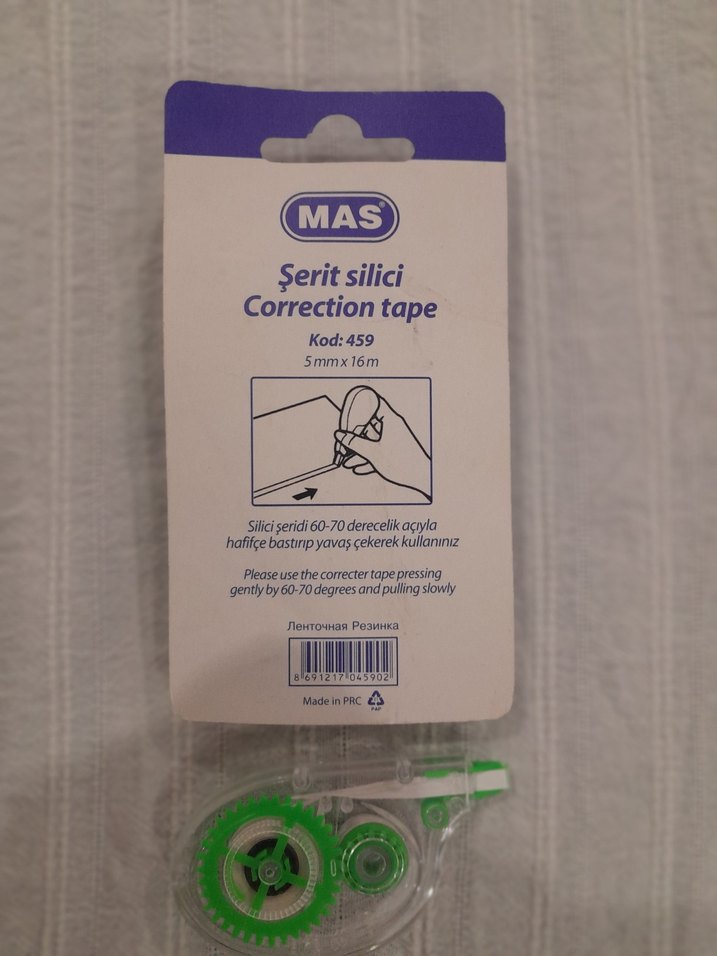 MAS®
Şerit silici
Correction tape
Kod: 459
5 mm x 16 m
Silici şeridi 60-70 derecelik açıyla
hafifçe bastırıp yavaş çekerek kullanınız
Please use the correcter tape pressing
gently by 60-70 degrees and pulling slowly
Ленточная Резинка
8 691217 045902
Made in PRC
PAP